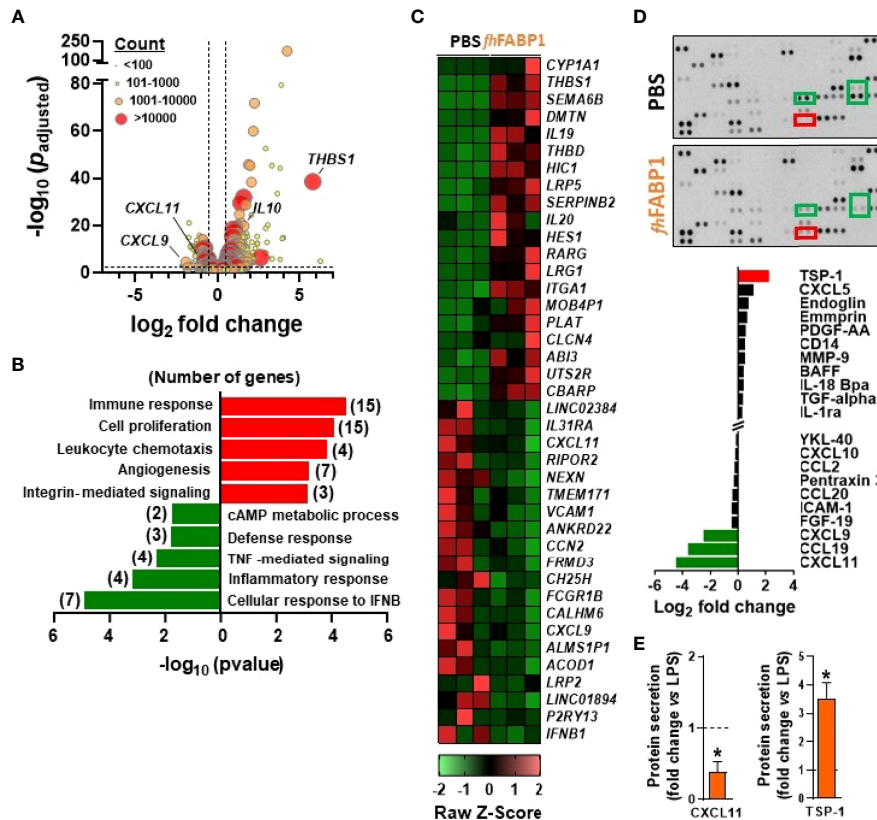 A
250
100
80
60
40
20
0
-log10 (padjusted)
Count
<100
101-1000
1001-10000
>10000
THBS1
CXCL11
IL10
CXCL9
-5
0
5
log2 fold change
B
(Number of genes)
Immune response (15)
Cell proliferation (15)
Leukocyte chemotaxis (4)
Angiogenesis (7)
Integrin-mediated signaling (3)
(2) cAMP metabolic process
(3) Defense response
(4) TNF -mediated signaling
(4) Inflammatory response
(7) Cellular response to IFNB
6 4 2 0 2 4 6
-log10 (pvalue)
C
PBS fhFABP1
CYP1A1
THBS1
SEMA6B
DMTN
IL19
THBD
HIC1
LRP5
SERPINB2
IL20
HES1
RARG
LRG1
ITGA1
MOB4P1
PLAT
CLCN4
ABI3
UTS2R
CBARP
LINC02384
IL31RA
CXCL11
RIPOR2
NEXN
TMEM171
VCAM1
ANKRD22
CCN2
FRMD3
CH25H
FCGR1B
CALHM6
CXCL9
ALMS1P1
ACOD1
LRP2
LINC01894
P2RY13
IFNB1
-2 -1 0 1 2
Raw Z-Score
D
PBS
fhFABP1
TSP-1
CXCL5
Endoglin
Emmprin
PDGF-AA
CD14
MMP-9
BAFF
IL-18 Bpa
TGF-alpha
IL-1ra
YKL-40
CXCL10
CCL2
Pentraxin 3
CCL20
ICAM-1
FGF-19
CXCL9
CCL19
CXCL11
-6 -4 -2 0 2 4
Log2 fold change
E
Protein secretion
(fold change vs LPS)
2
1
0
*
CXCL11
Protein secretion
(fold change vs LPS)
5
4
3
2
1
0
*
TSP-1